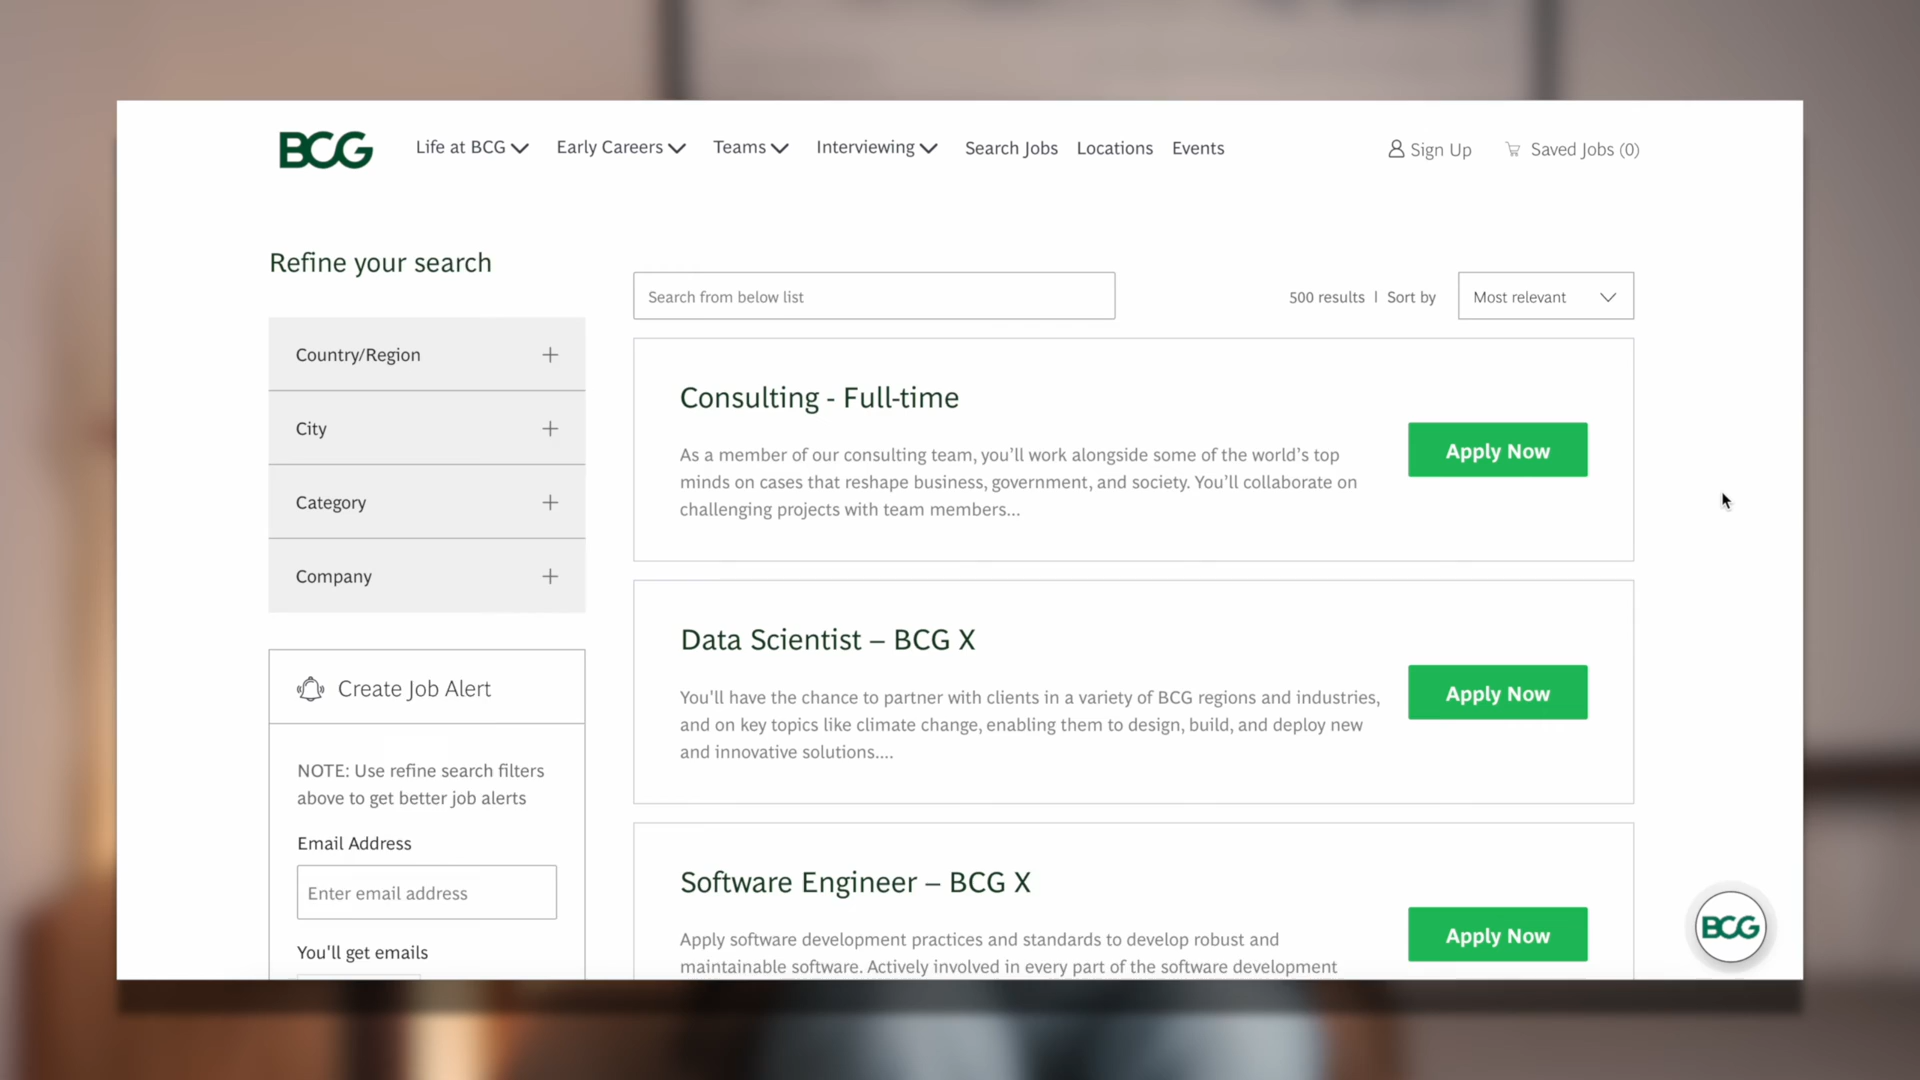 BCG
Life at BCG
Early Careers
Teams
Interviewing
Search Jobs
Locations
Events
Sign Up
Saved Jobs (0)
Refine your search
Country/Region
City
Category
Company
Create Job Alert
NOTE: Use refine search filters
above to get better job alerts
Email Address
Enter email address
You'll get emails
Search from below list
500 results | Sort by
Most relevant
Consulting - Full-time
As a member of our consulting team, you’ll work alongside some of the world’s top
minds on cases that reshape business, government, and society. You’ll collaborate on
challenging projects with team members...
Apply Now
Data Scientist – BCG X
You'll have the chance to partner with clients in a variety of BCG regions and industries,
and on key topics like climate change, enabling them to design, build, and deploy new
and innovative solutions....
Apply Now
Software Engineer – BCG X
Apply software development practices and standards to develop robust and
maintainable software. Actively involved in every part of the software development
Apply Now
BCG